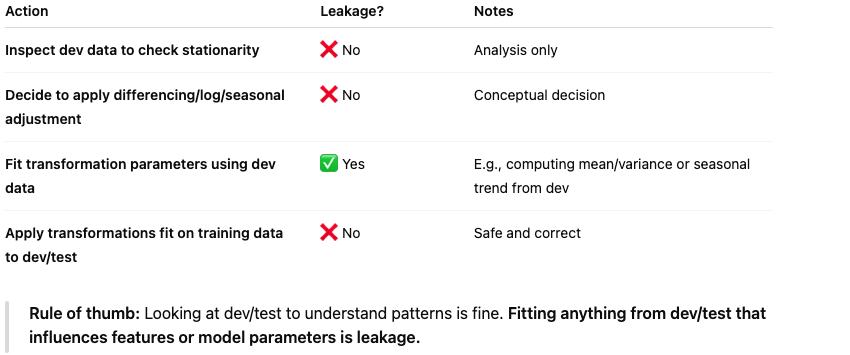 Action Leakage? Notes
Inspect dev data to check stationarity ❌ No Analysis only
Decide to apply differencing/log/seasonal ❌ No Conceptual decision
adjustment
Fit transformation parameters using dev ✅ Yes E.g., computing mean/variance or seasonal
data trend from dev
Apply transformations fit on training data ❌ No Safe and correct
to dev/test
Rule of thumb: Looking at dev/test to understand patterns is fine. Fitting anything from dev/test that
influences features or model parameters is leakage.